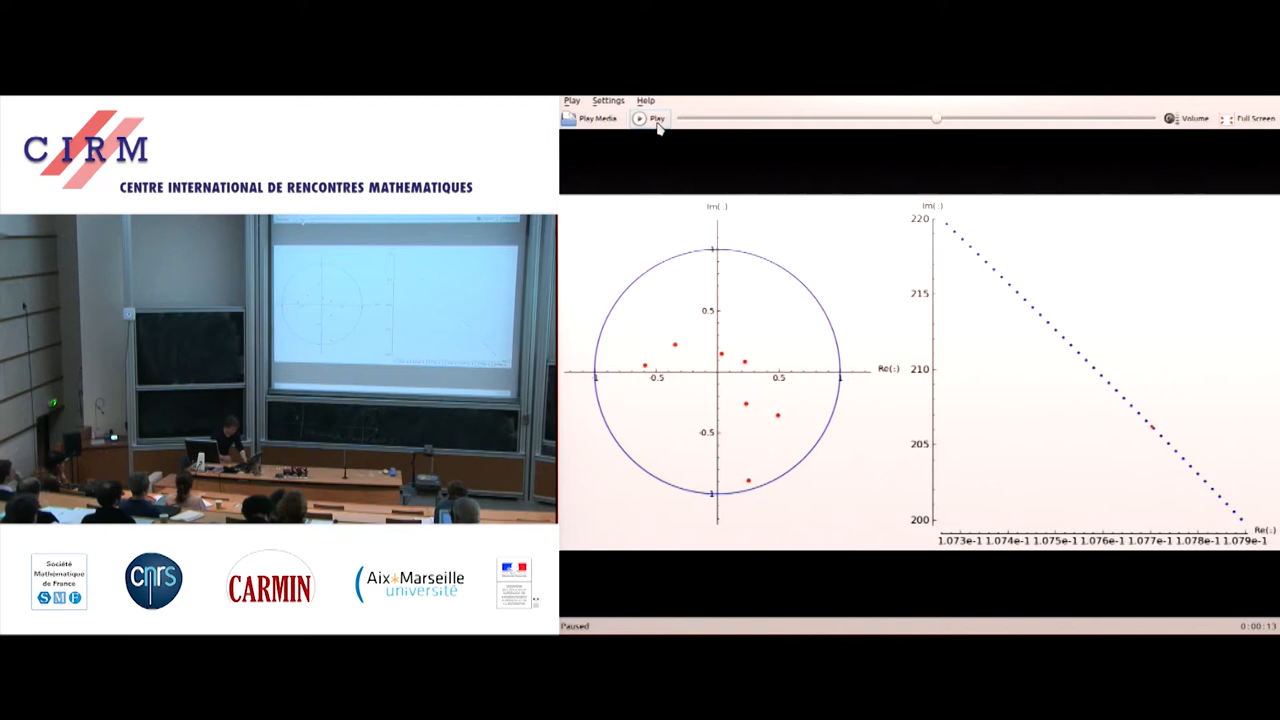 CIRM
CENTRE INTERNATIONAL DE RENCONTRES MATHEMATIQUES
Société
Mathématique
de France
S M F
cnrs
CARMIN
Aix*Marseille
université
Play Settings Help
Play Media Play Volume Full Screen
Im(.)
1
0.5
-1 -0.5 0.5 1 Re(:)
-0.5
1
Im(.)
220
215
210
205
200
Re(:)
1.073e-1 1.074e-1 1.075e-1 1.076e-1 1.077e-1 1.078e-1 1.079e-1
Paused 0:00:13